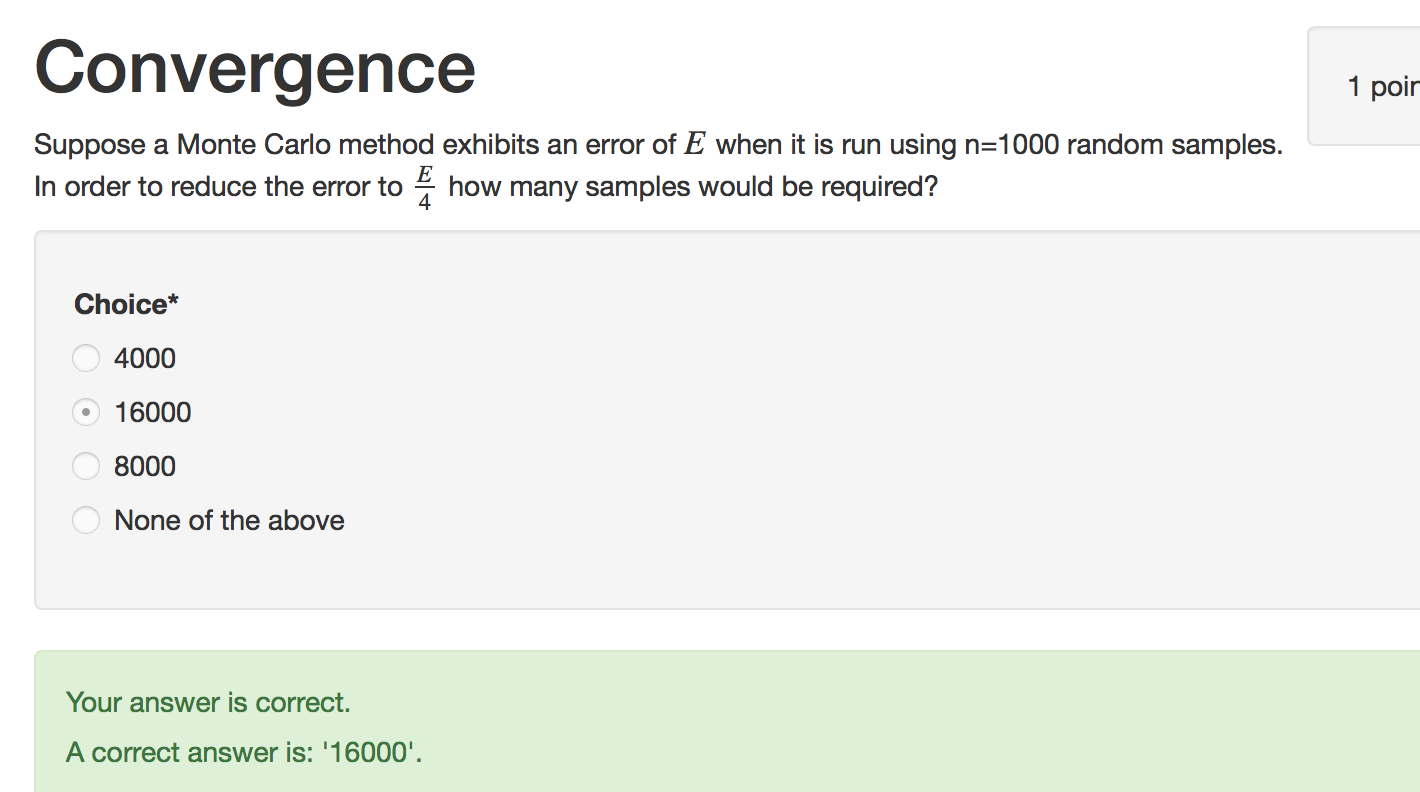 Convergence
1 poin
Suppose a Monte Carlo method exhibits an error of E when it is run using n=1000 random samples.
In order to reduce the error to E/4 how many samples would be required?
Choice*
4000
16000
8000
None of the above
Your answer is correct.
A correct answer is: '16000'.